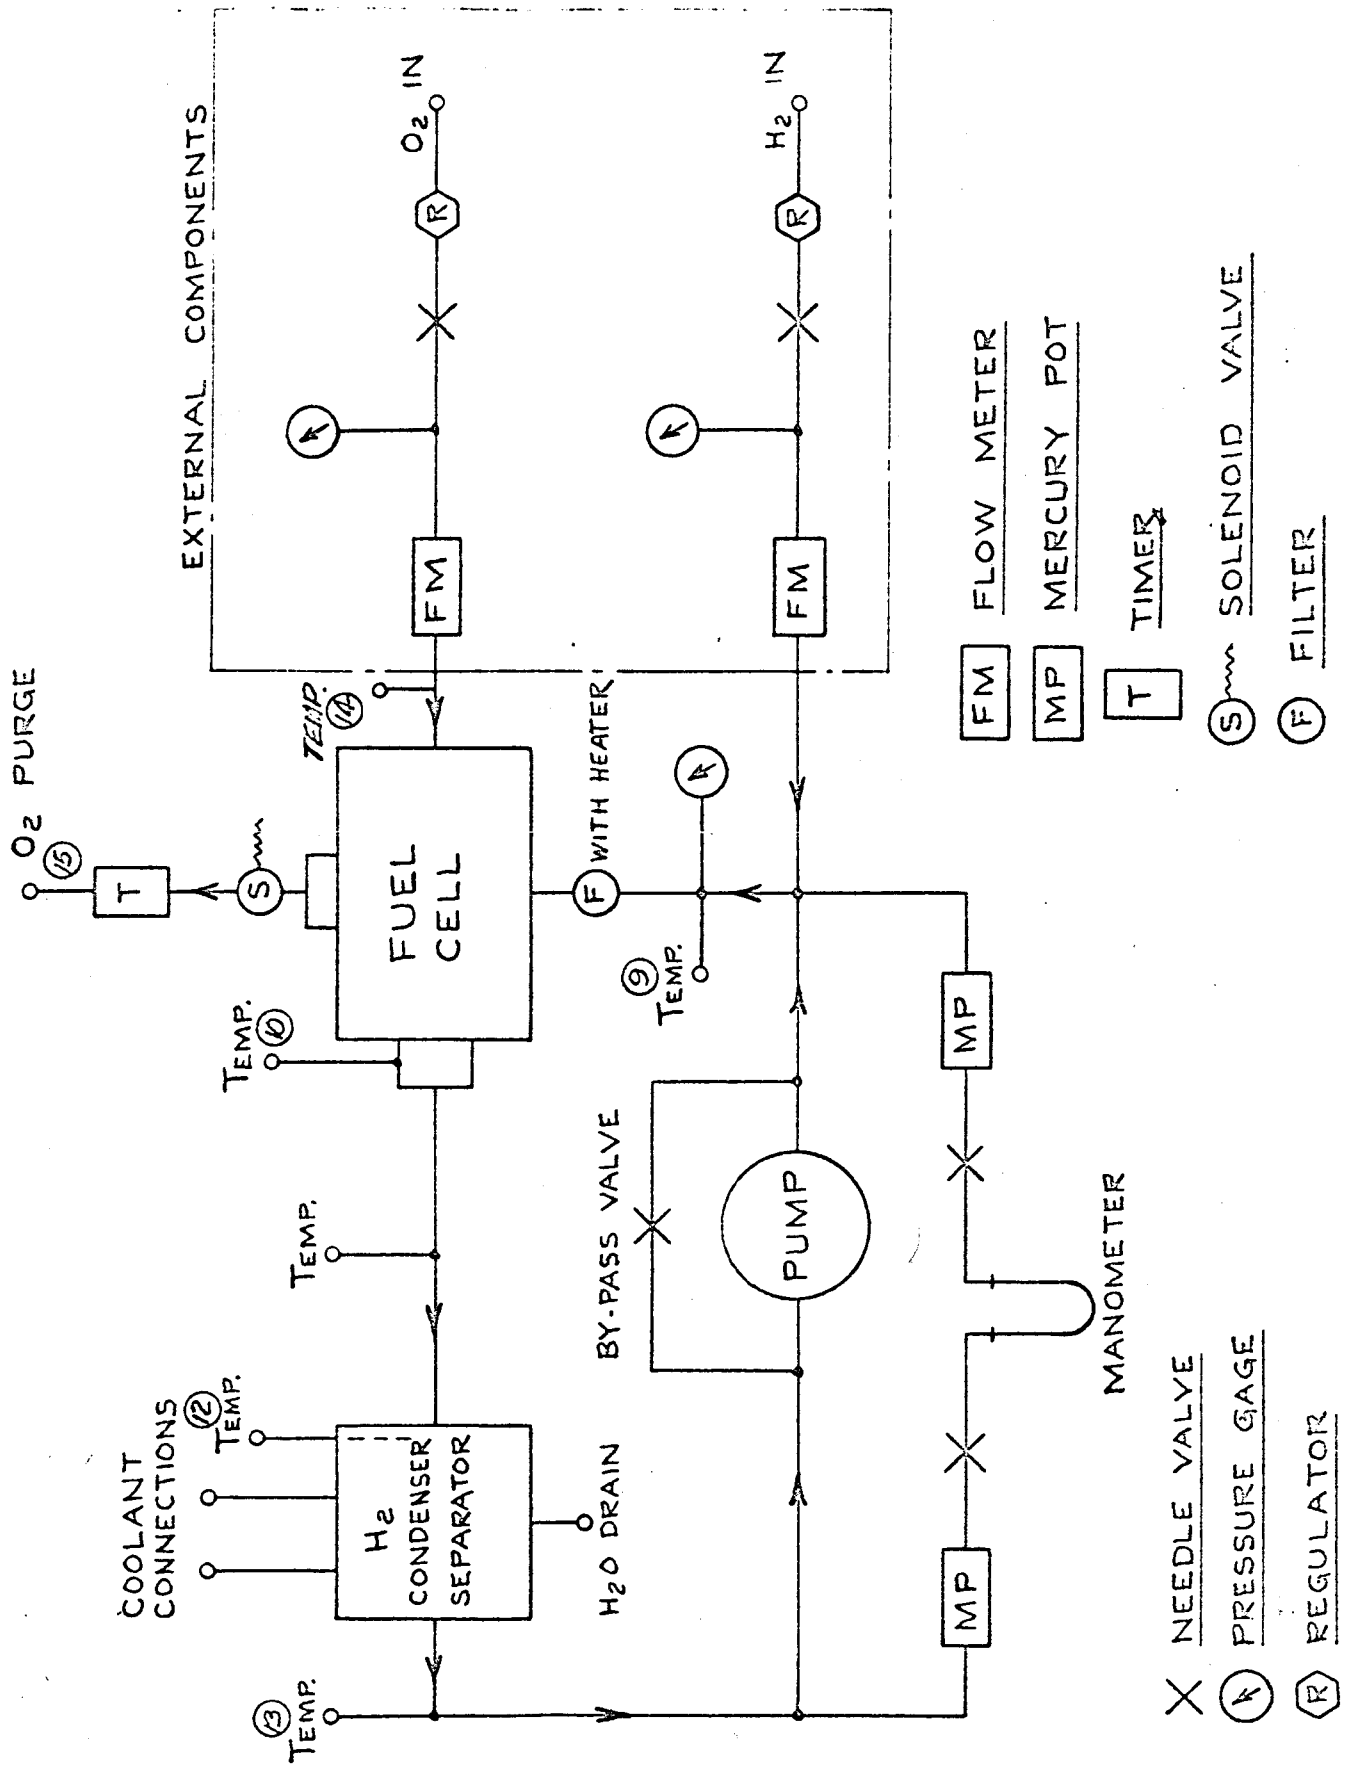 EXTERNAL COMPONENTS
O2 IN
R
FM
H2 IN
R
FM
O2 PURGE
15
T
S
TEMP.
14
FUEL
CELL
F
WITH HEATER
9
TEMP.
TEMP.
10
TEMP.
COOLANT
CONNECTIONS
12
TEMP.
H2
CONDENSER
SEPARATOR
H2O DRAIN
13
TEMP.
BY-PASS VALVE
PUMP
MP
MP
MANOMETER
FM FLOW METER
MP MERCURY POT
T TIMER
S SOLENOID VALVE
F FILTER
NEEDLE VALVE
PRESSURE GAGE
R REGULATOR